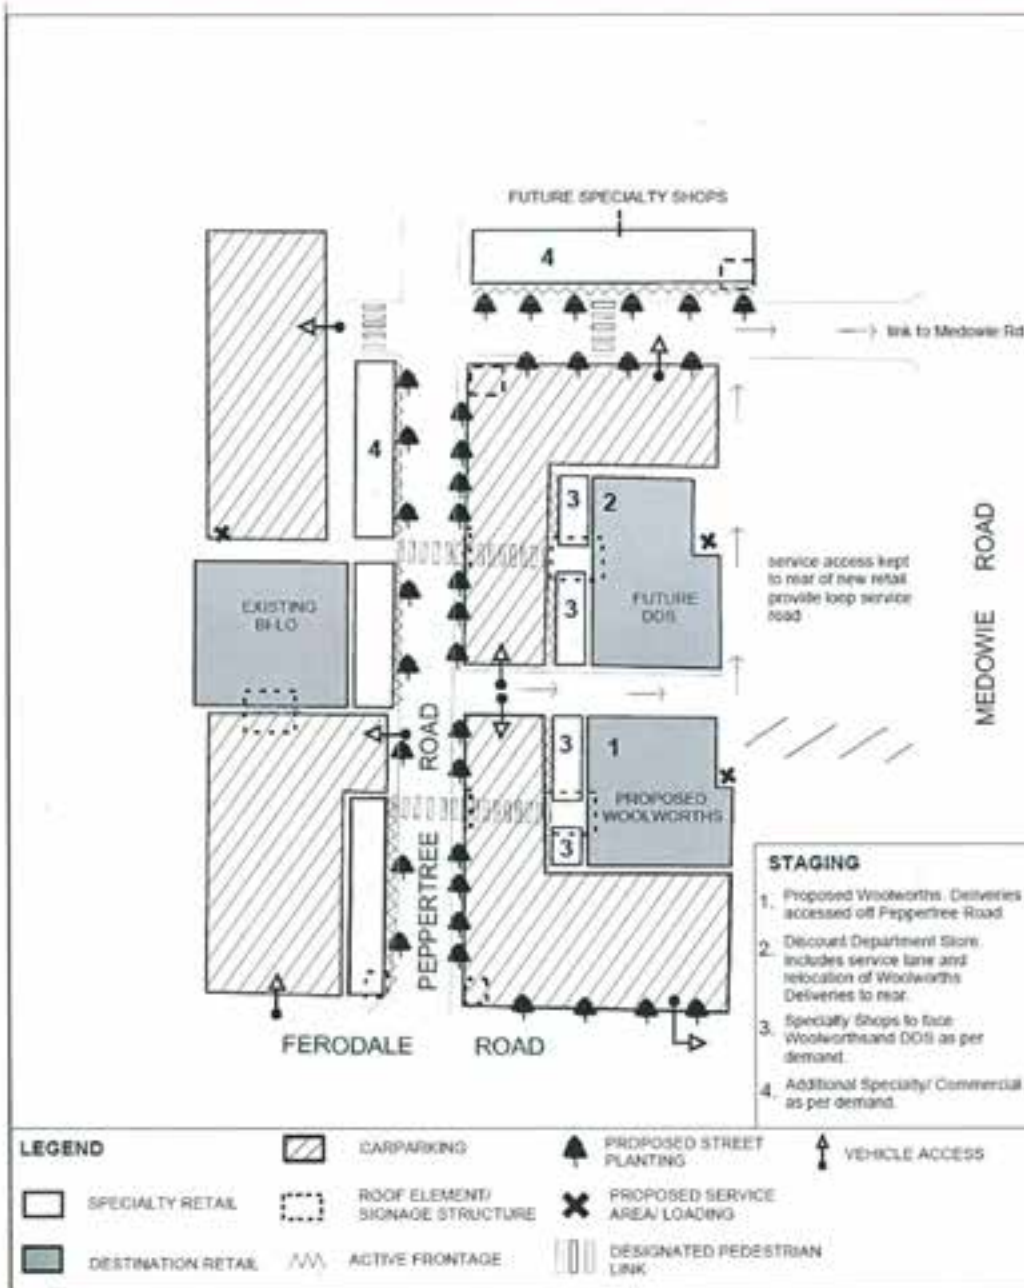 FUTURE SPECIALTY SHOPS
4
link to Medowie Rd
4
3
2
3
FUTURE
DDS
EXISTING
BI-LO
service access kept
to rear of new retail
provide loop service
road
MEDOWIE ROAD
PEPPERTREE ROAD
3
1
PROPOSED
WOOLWORTHS
3
FERODALE ROAD
STAGING
1. Proposed Woolworths. Deliveries
accessed off Peppertree Road
2. Discount Department Store.
Includes service lane and
relocation of Woolworths
Deliveries to rear.
3. Specialty Shops to face
Woolworthsand DDS as per
demand.
4. Additional Specialty/ Commercial
as per demand.
LEGEND
CARPARKING
PROPOSED STREET
PLANTING
VEHICLE ACCESS
SPECIALTY RETAIL
ROOF ELEMENT/
SIGNAGE STRUCTURE
PROPOSED SERVICE
AREA/ LOADING
DESTINATION RETAIL
ACTIVE FRONTAGE
DESIGNATED PEDESTRIAN
LINK